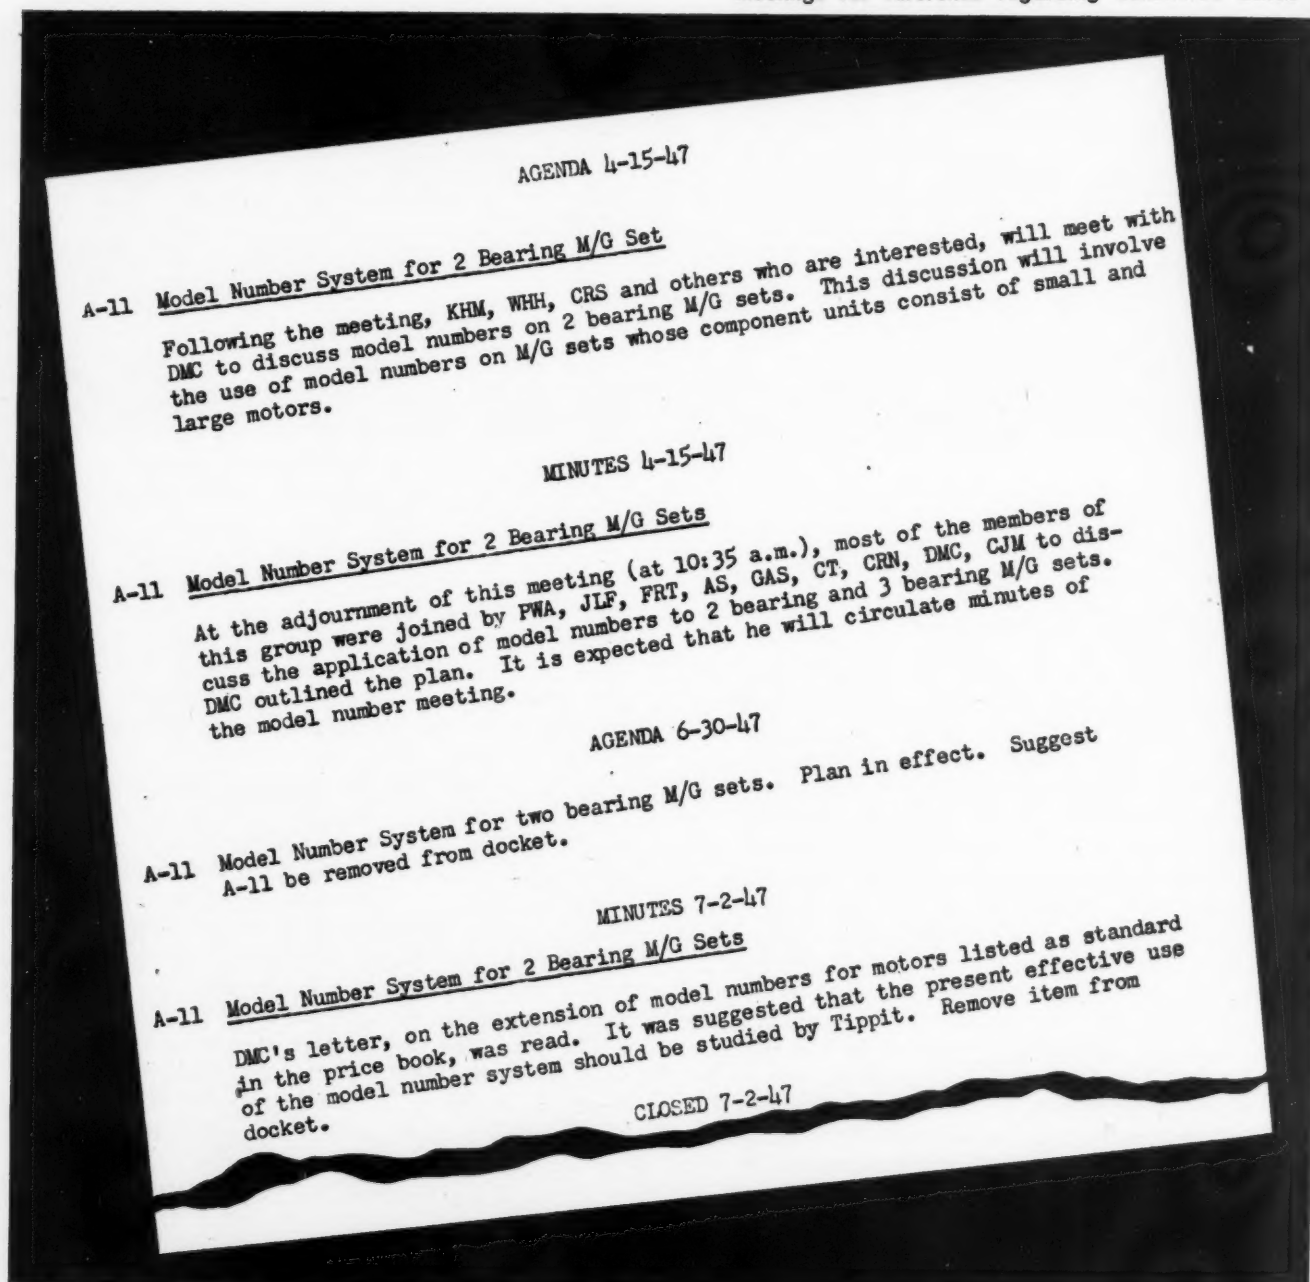 AGENDA 4-15-47
A-11 Model Number System for 2 Bearing M/G Set
Following the meeting, KHM, WHH, CRS and others who are interested, will meet with
DMC to discuss model numbers on 2 bearing M/G sets. This discussion will involve
the use of model numbers on M/G sets whose component units consist of small and
large motors.
MINUTES 4-15-47
A-11 Model Number System for 2 Bearing M/G Sets
At the adjournment of this meeting (at 10:35 a.m.), most of the members of
this group were joined by PWA, JLF, FRT, AS, GAS, CT, CRN, DMC, CJM to dis-
cuss the application of model numbers to 2 bearing and 3 bearing M/G sets.
DMC outlined the plan. It is expected that he will circulate minutes of
the model number meeting.
AGENDA 6-30-47
A-11 Model Number System for two bearing M/G sets. Plan in effect. Suggest
A-11 be removed from docket.
MINUTES 7-2-47
A-11 Model Number System for 2 Bearing M/G Sets
DMC's letter, on the extension of model numbers for motors listed as standard
in the price book, was read. It was suggested that the present effective use
of the model number system should be studied by Tippit. Remove item from
docket.
CLOSED 7-2-47